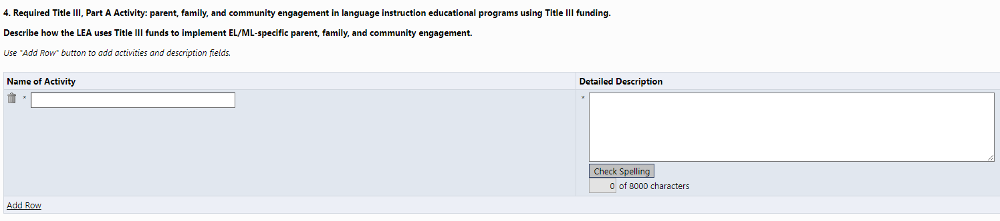 4. Required Title III, Part A Activity: parent, family, and community engagement in language instruction educational programs using Title III funding.
Describe how the LEA uses Title III funds to implement EL/ML-specific parent, family, and community engagement.
Use "Add Row" button to add activities and description fields.
Name of Activity
Detailed Description
*
*
Check Spelling
0 of 8000 characters
Add Row